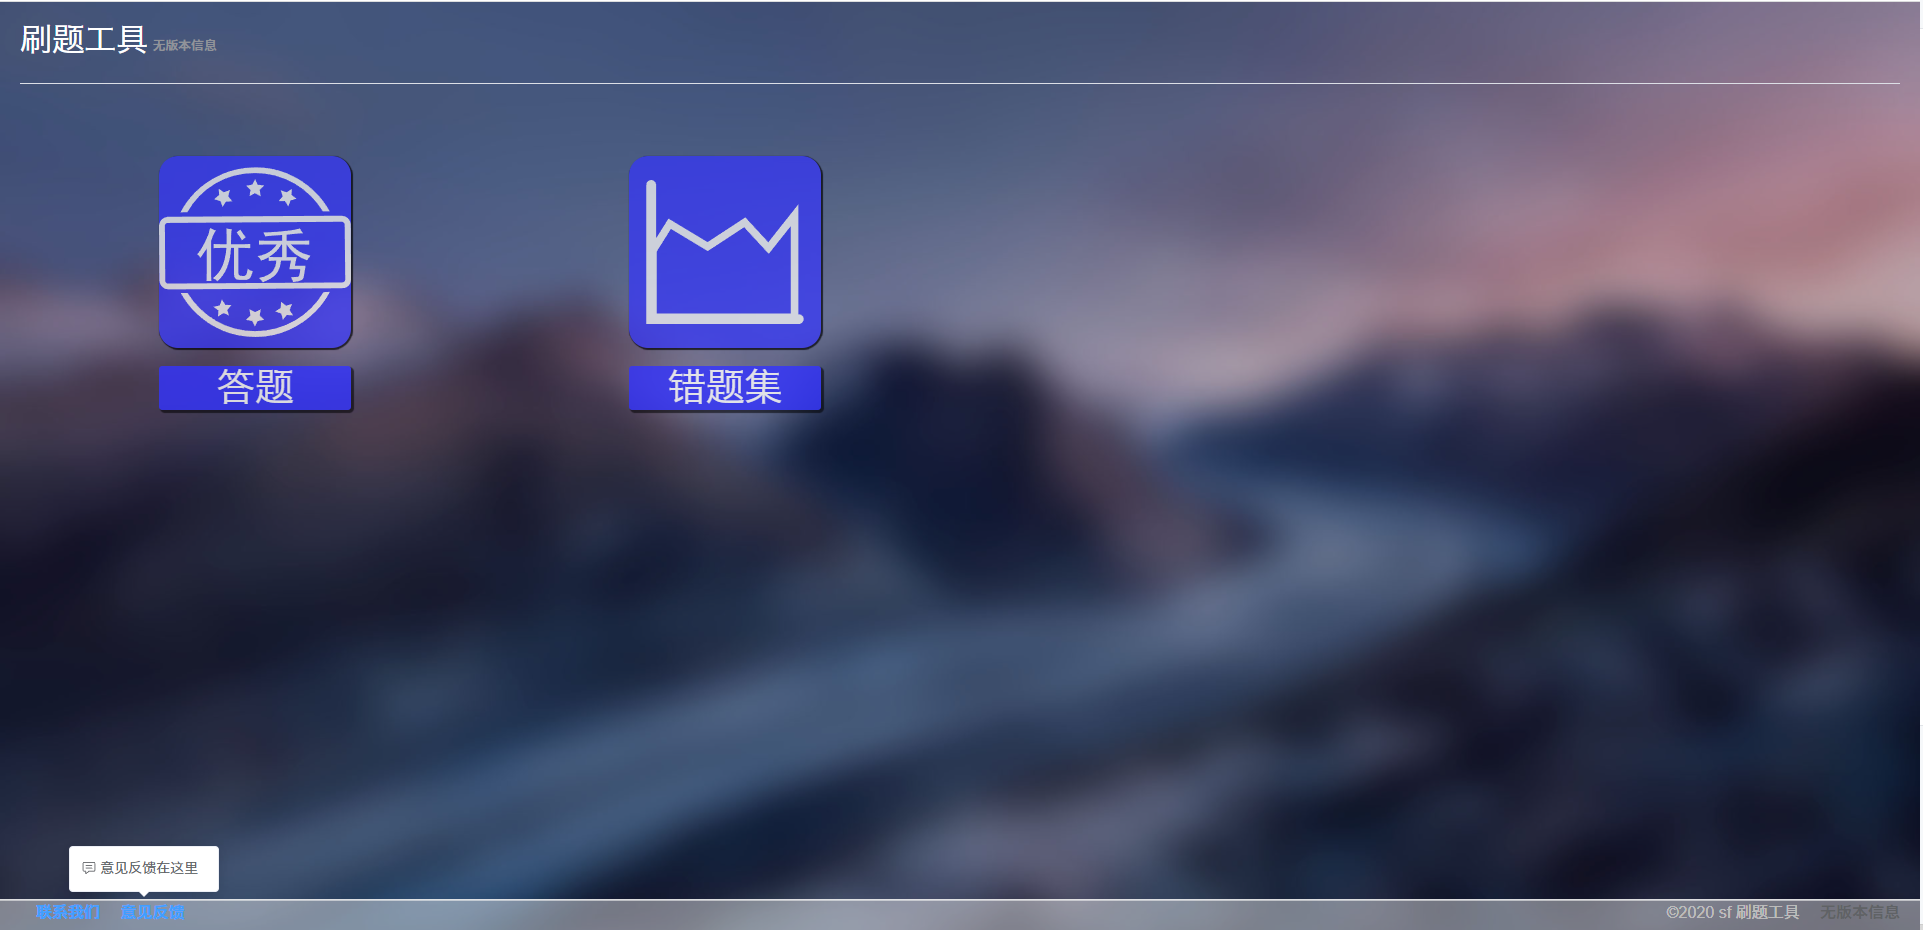 刷题工具 无版本信息
优秀
答题
错题集
意见反馈在这里
联系我们 意见反馈
©2020 sf 刷题工具 无版本信息